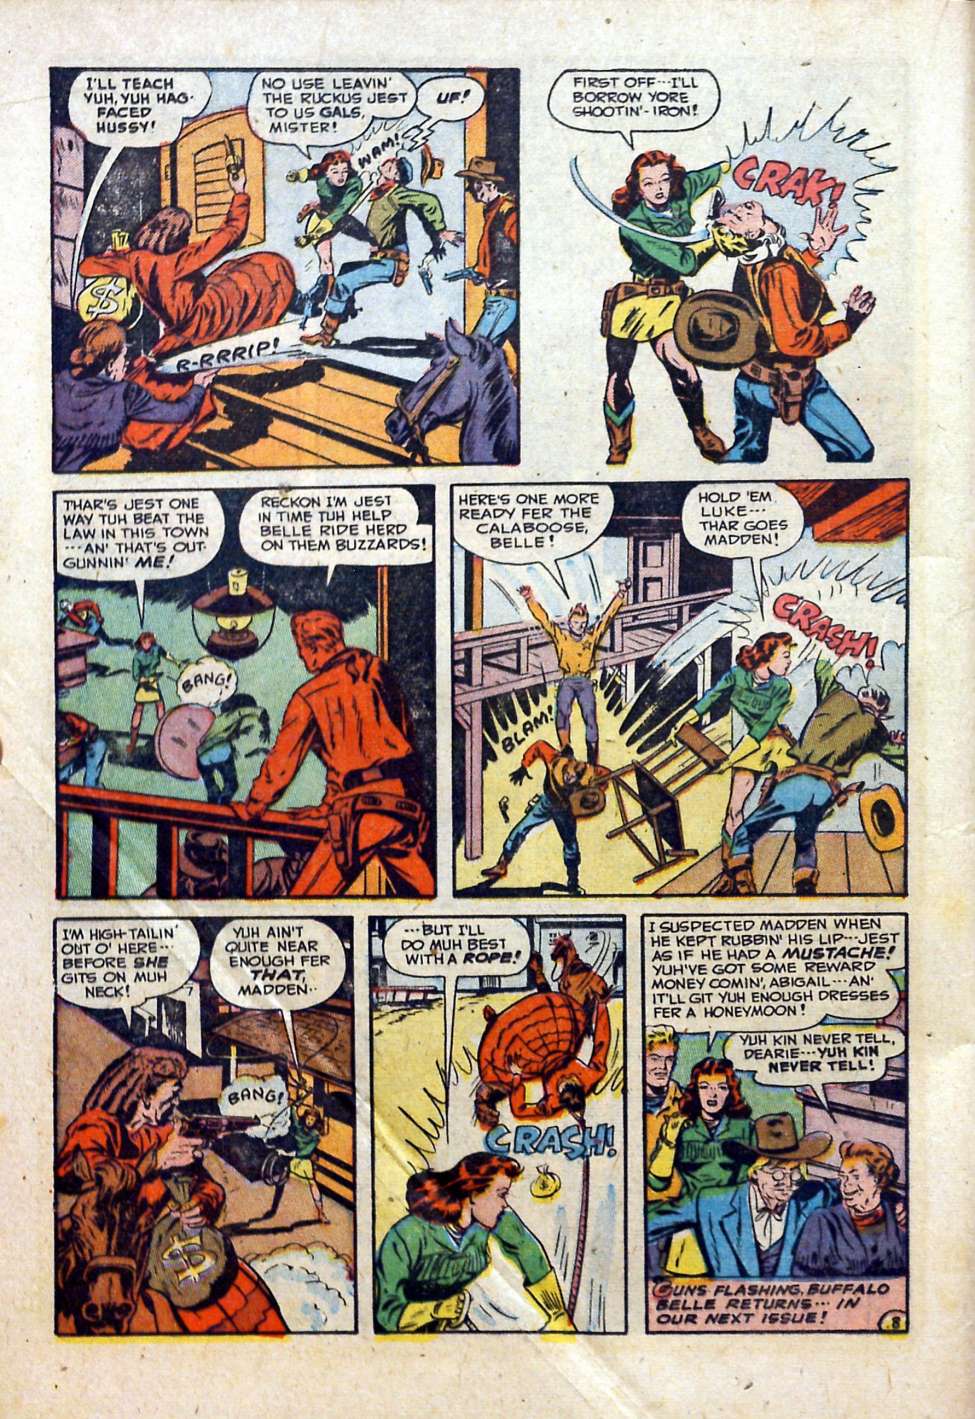 I'LL TEACH
YUH, YUH HAG-
FACED
HUSSY!
NO USE LEAVIN'
THE RUCKUS JEST
TO US GALS,
MISTER!
WAM!
UF!
$
R-RRRIP!
FIRST OFF---I'LL
BORROW YORE
SHOOTIN'-IRON!
CRAK!
THAR'S JEST ONE
WAY TUH BEAT THE
LAW IN THIS TOWN
---AN' THAT'S OUT-
GUNNIN' ME!
RECKON I'M JEST
IN TIME TUH HELP
BELLE RIDE HERD
ON THEM BUZZARDS!
BANG!
HERE'S ONE MORE
READY FER THE
CALABOOSE,
BELLE!
HOLD 'EM
LUKE---
THAR GOES
MADDEN!
BLAM!
CRASH!
I'M HIGH-TAILIN'
OUT O' HERE---
BEFORE SHE
GITS ON MUH
NECK!
YUH AIN'T
QUITE NEAR
ENOUGH FER
THAT,
MADDEN--
BANG!
$
---BUT I'LL
DO MUH BEST
WITH A ROPE!
CRASH!
I SUSPECTED MADDEN WHEN
HE KEPT RUBBIN' HIS LIP---JEST
AS IF HE HAD A MUSTACHE!
YUH'VE GOT SOME REWARD
MONEY COMIN', ABIGAIL---AN'
IT'LL GIT YUH ENOUGH DRESSES
FER A HONEYMOON!
YUH KIN NEVER TELL,
DEARIE---YUH KIN
NEVER TELL!
GUNS FLASHING, BUFFALO
BELLE RETURNS--- IN
OUR NEXT ISSUE!
8